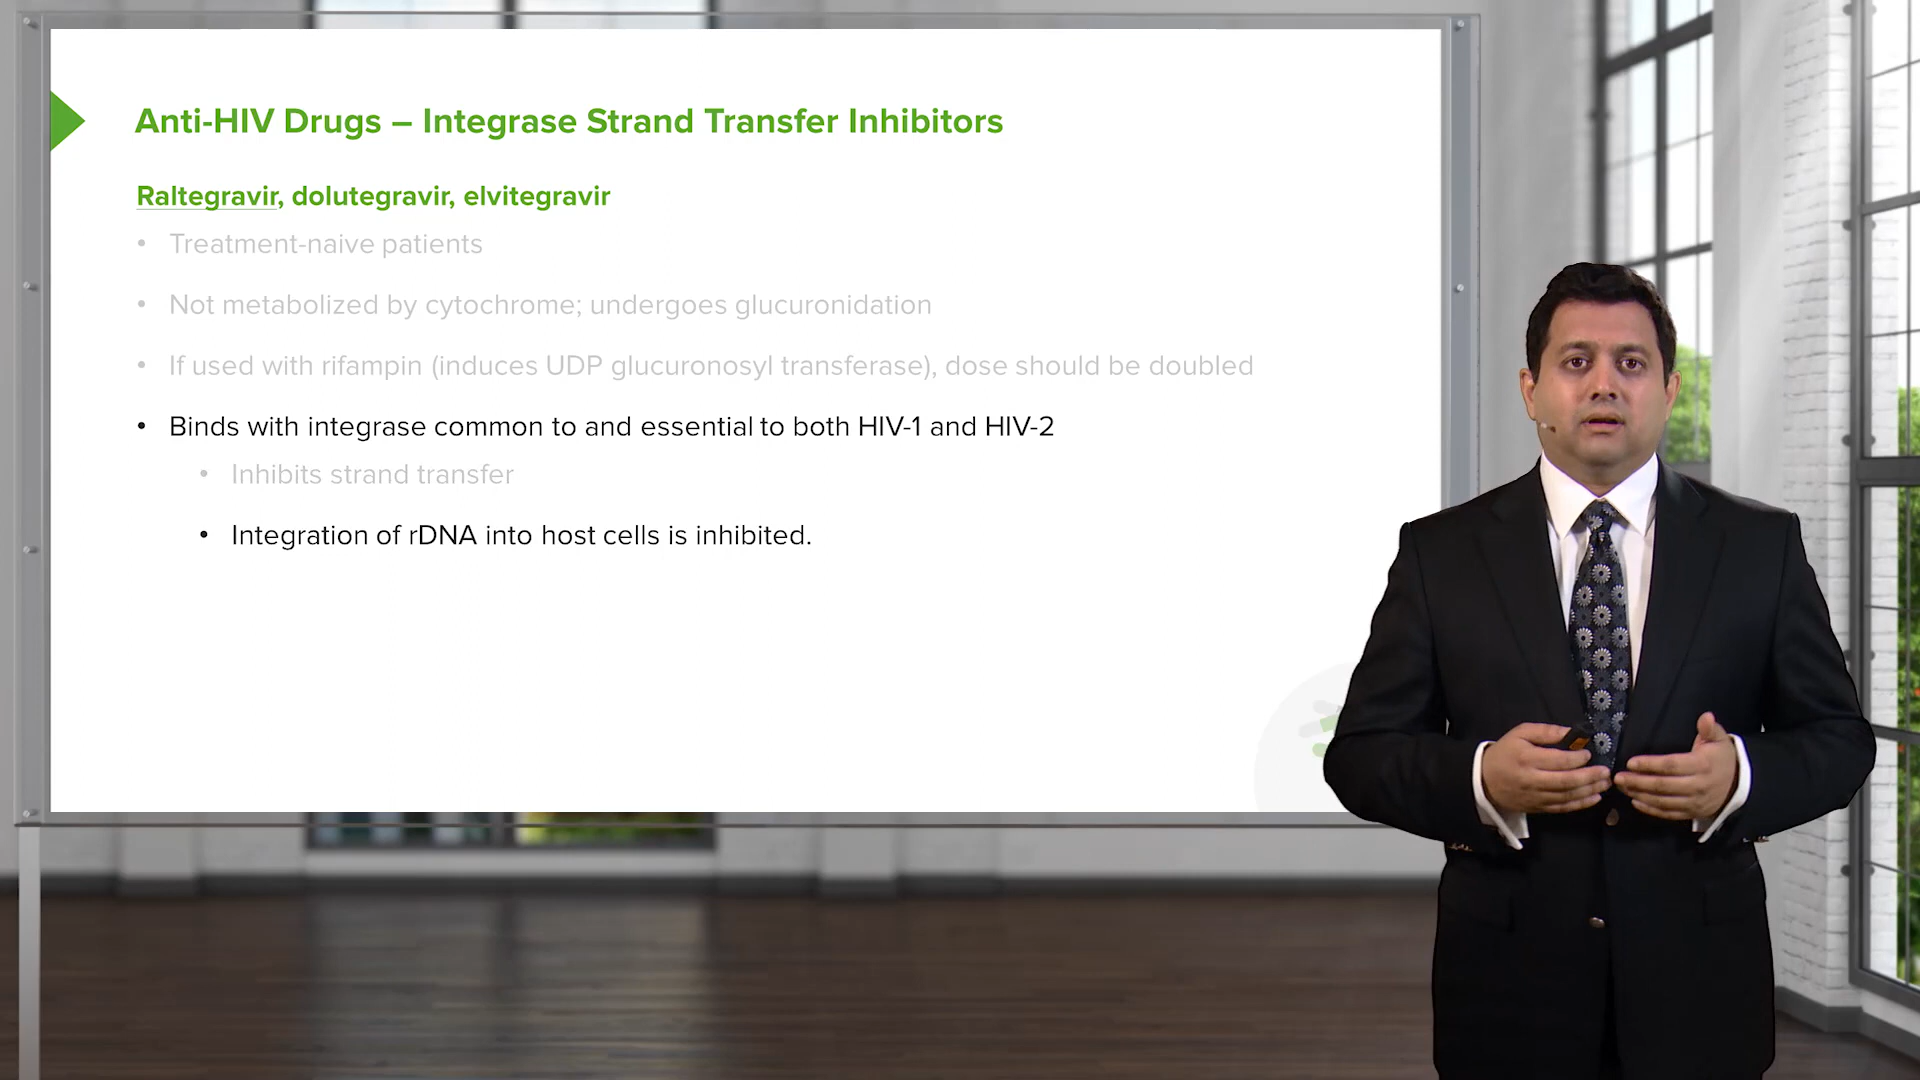 Anti-HIV Drugs – Integrase Strand Transfer Inhibitors
Raltegravir, dolutegravir, elvitegravir
• Treatment-naive patients
• Not metabolized by cytochrome; undergoes glucuronidation
• If used with rifampin (induces UDP glucuronosyl transferase), dose should be doubled
• Binds with integrase common to and essential to both HIV-1 and HIV-2
• Inhibits strand transfer
• Integration of rDNA into host cells is inhibited.